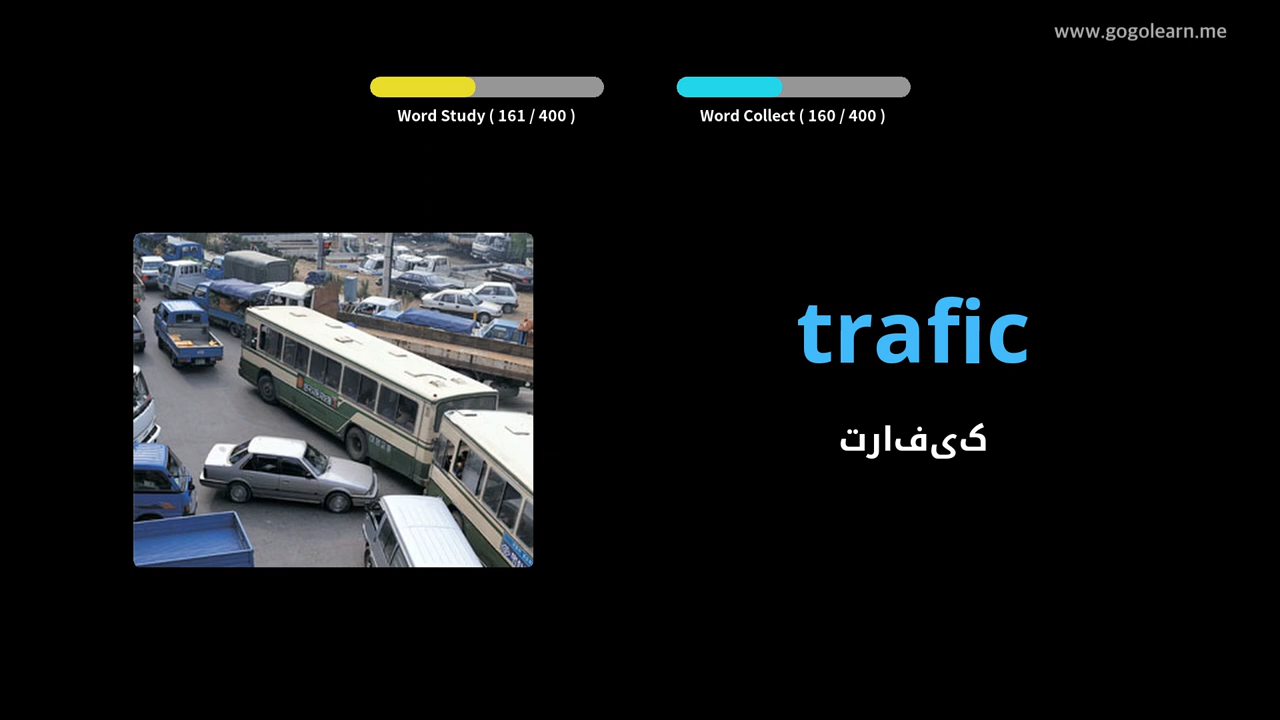 www.gogolearn.me
Word Study ( 161 / 400 )
Word Collect ( 160 / 400 )
trafic
کیفارت